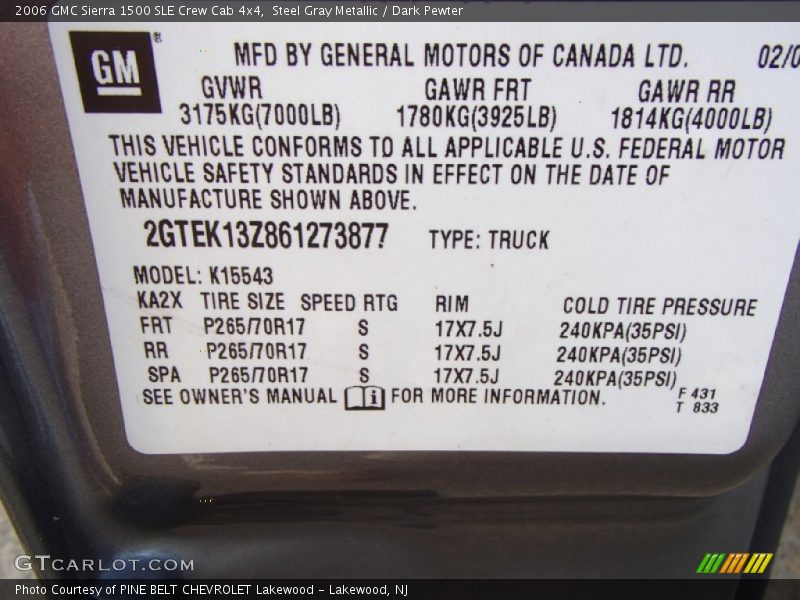 2006 GMC Sierra 1500 SLE Crew Cab 4x4, Steel Gray Metallic / Dark Pewter
GM ®
MFD BY GENERAL MOTORS OF CANADA LTD. 02/0
GVWR GAWR FRT GAWR RR
3175KG(7000LB) 1780KG(3925LB) 1814KG(4000LB)
THIS VEHICLE CONFORMS TO ALL APPLICABLE U.S. FEDERAL MOTOR
VEHICLE SAFETY STANDARDS IN EFFECT ON THE DATE OF
MANUFACTURE SHOWN ABOVE.
2GTEK13Z861273877 TYPE: TRUCK
MODEL: K15543
KA2X TIRE SIZE SPEED RTG RIM COLD TIRE PRESSURE
FRT P265/70R17 S 17X7.5J 240KPA(35PSI)
RR P265/70R17 S 17X7.5J 240KPA(35PSI)
SPA P265/70R17 S 17X7.5J 240KPA(35PSI)
SEE OWNER'S MANUAL i FOR MORE INFORMATION.
F 431
T 833
GTCARLOT.COM
Photo Courtesy of PINE BELT CHEVROLET Lakewood - Lakewood, NJ